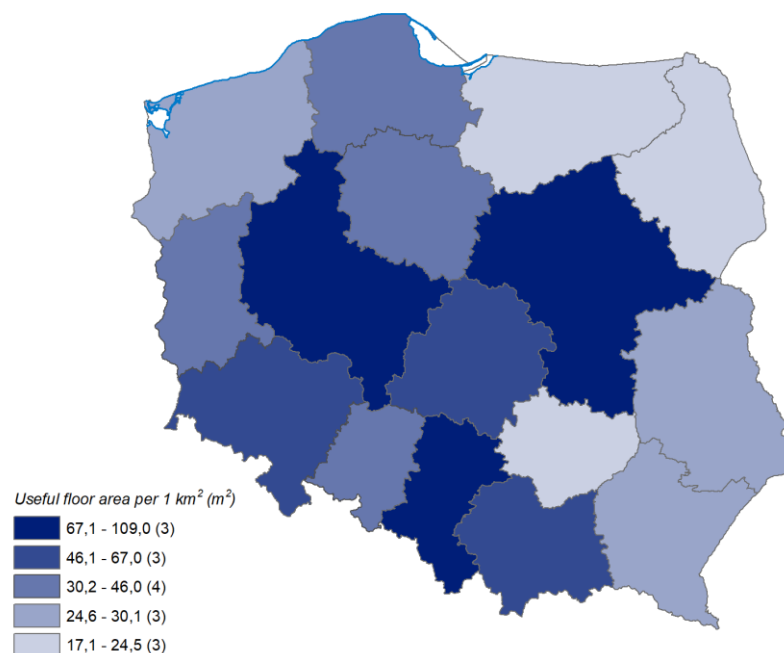 Useful floor area per 1 km² (m²)
67,1 - 109,0 (3)
46,1 - 67,0 (3)
30,2 - 46,0 (4)
24,6 - 30,1 (3)
17,1 - 24,5 (3)